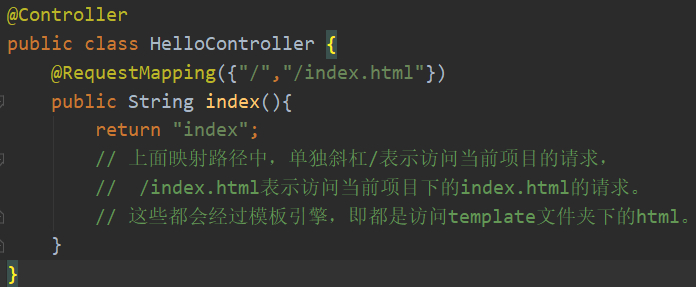 @Controller
public class HelloController {
@RequestMapping({"/","/index.html"})
public String index(){
return "index";
// 上面映射路径中，单独斜杠/表示访问当前项目的请求，
// /index.html表示访问当前项目下的index.html的请求。
// 这些都会经过模板引擎，即都是访问template文件夹下的html。
}
}